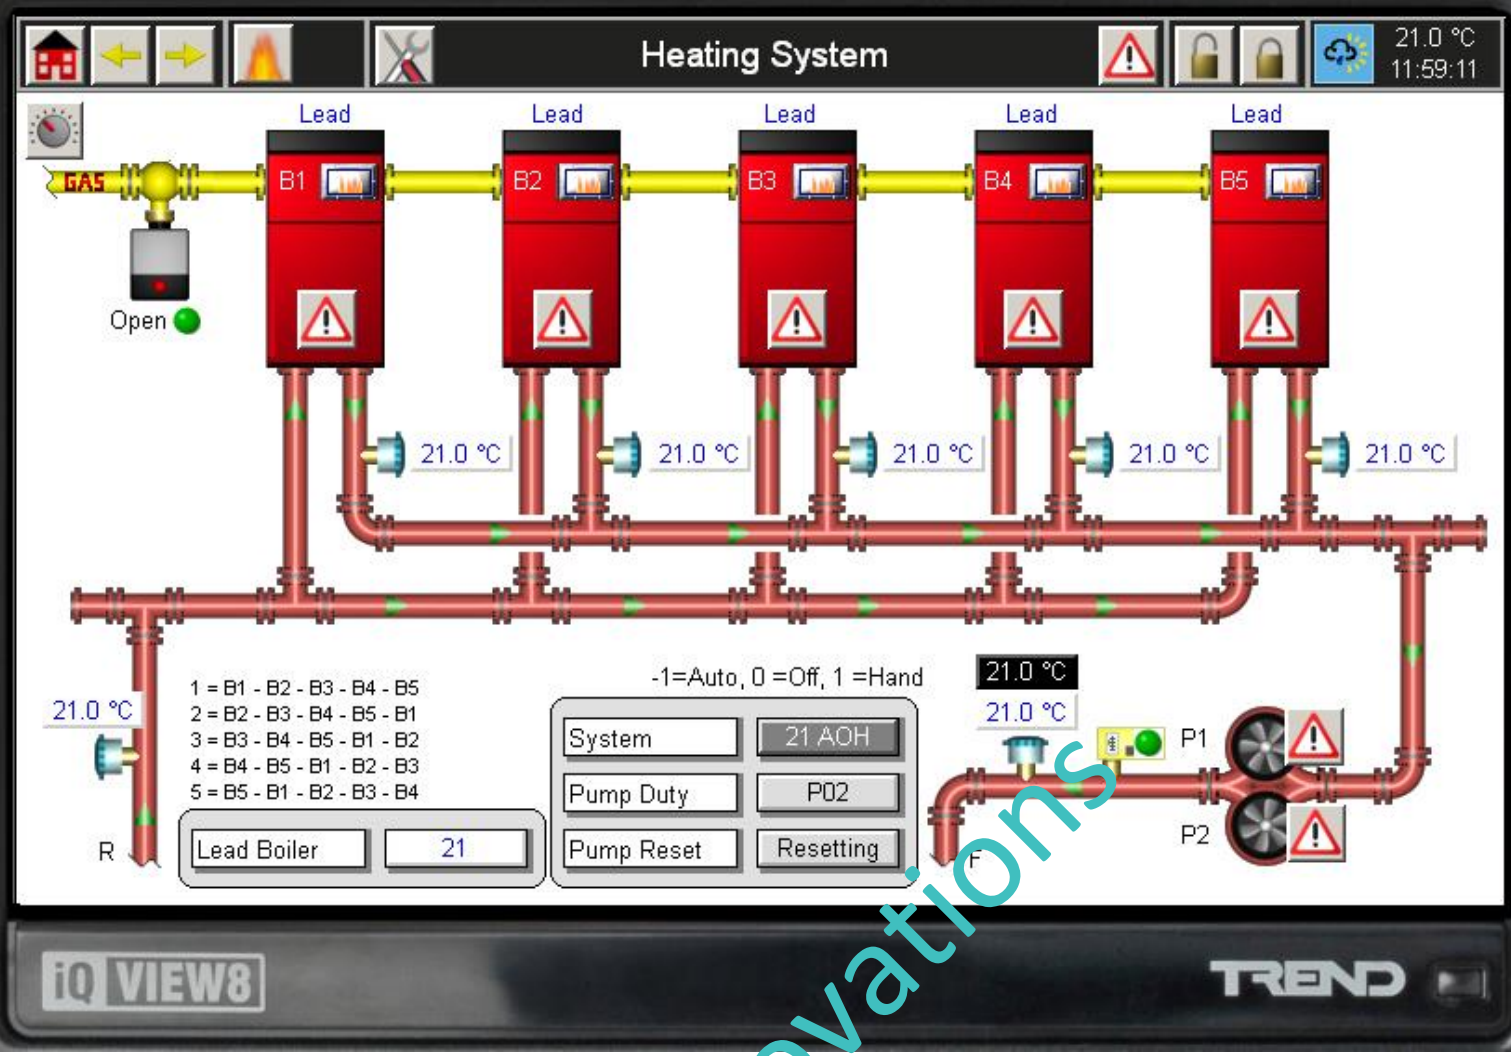 Heating System
21.0 °C
11:59:11
Lead
Lead
Lead
Lead
Lead
GAS
B1
B2
B3
B4
B5
Open
21.0 °C
21.0 °C
21.0 °C
21.0 °C
21.0 °C
-1=Auto, 0 =Off, 1 =Hand
21.0 °C
21.0 °C
21.0 °C
1 = B1 - B2 - B3 - B4 - B5
2 = B2 - B3 - B4 - B5 - B1
3 = B3 - B4 - B5 - B1 - B2
4 = B4 - B5 - B1 - B2 - B3
5 = B5 - B1 - B2 - B3 - B4
System
21 AOH
P1
Pump Duty
P02
P2
R
Lead Boiler
21
Pump Reset
Resetting
F
iQ VIEW8
TREND
ovations